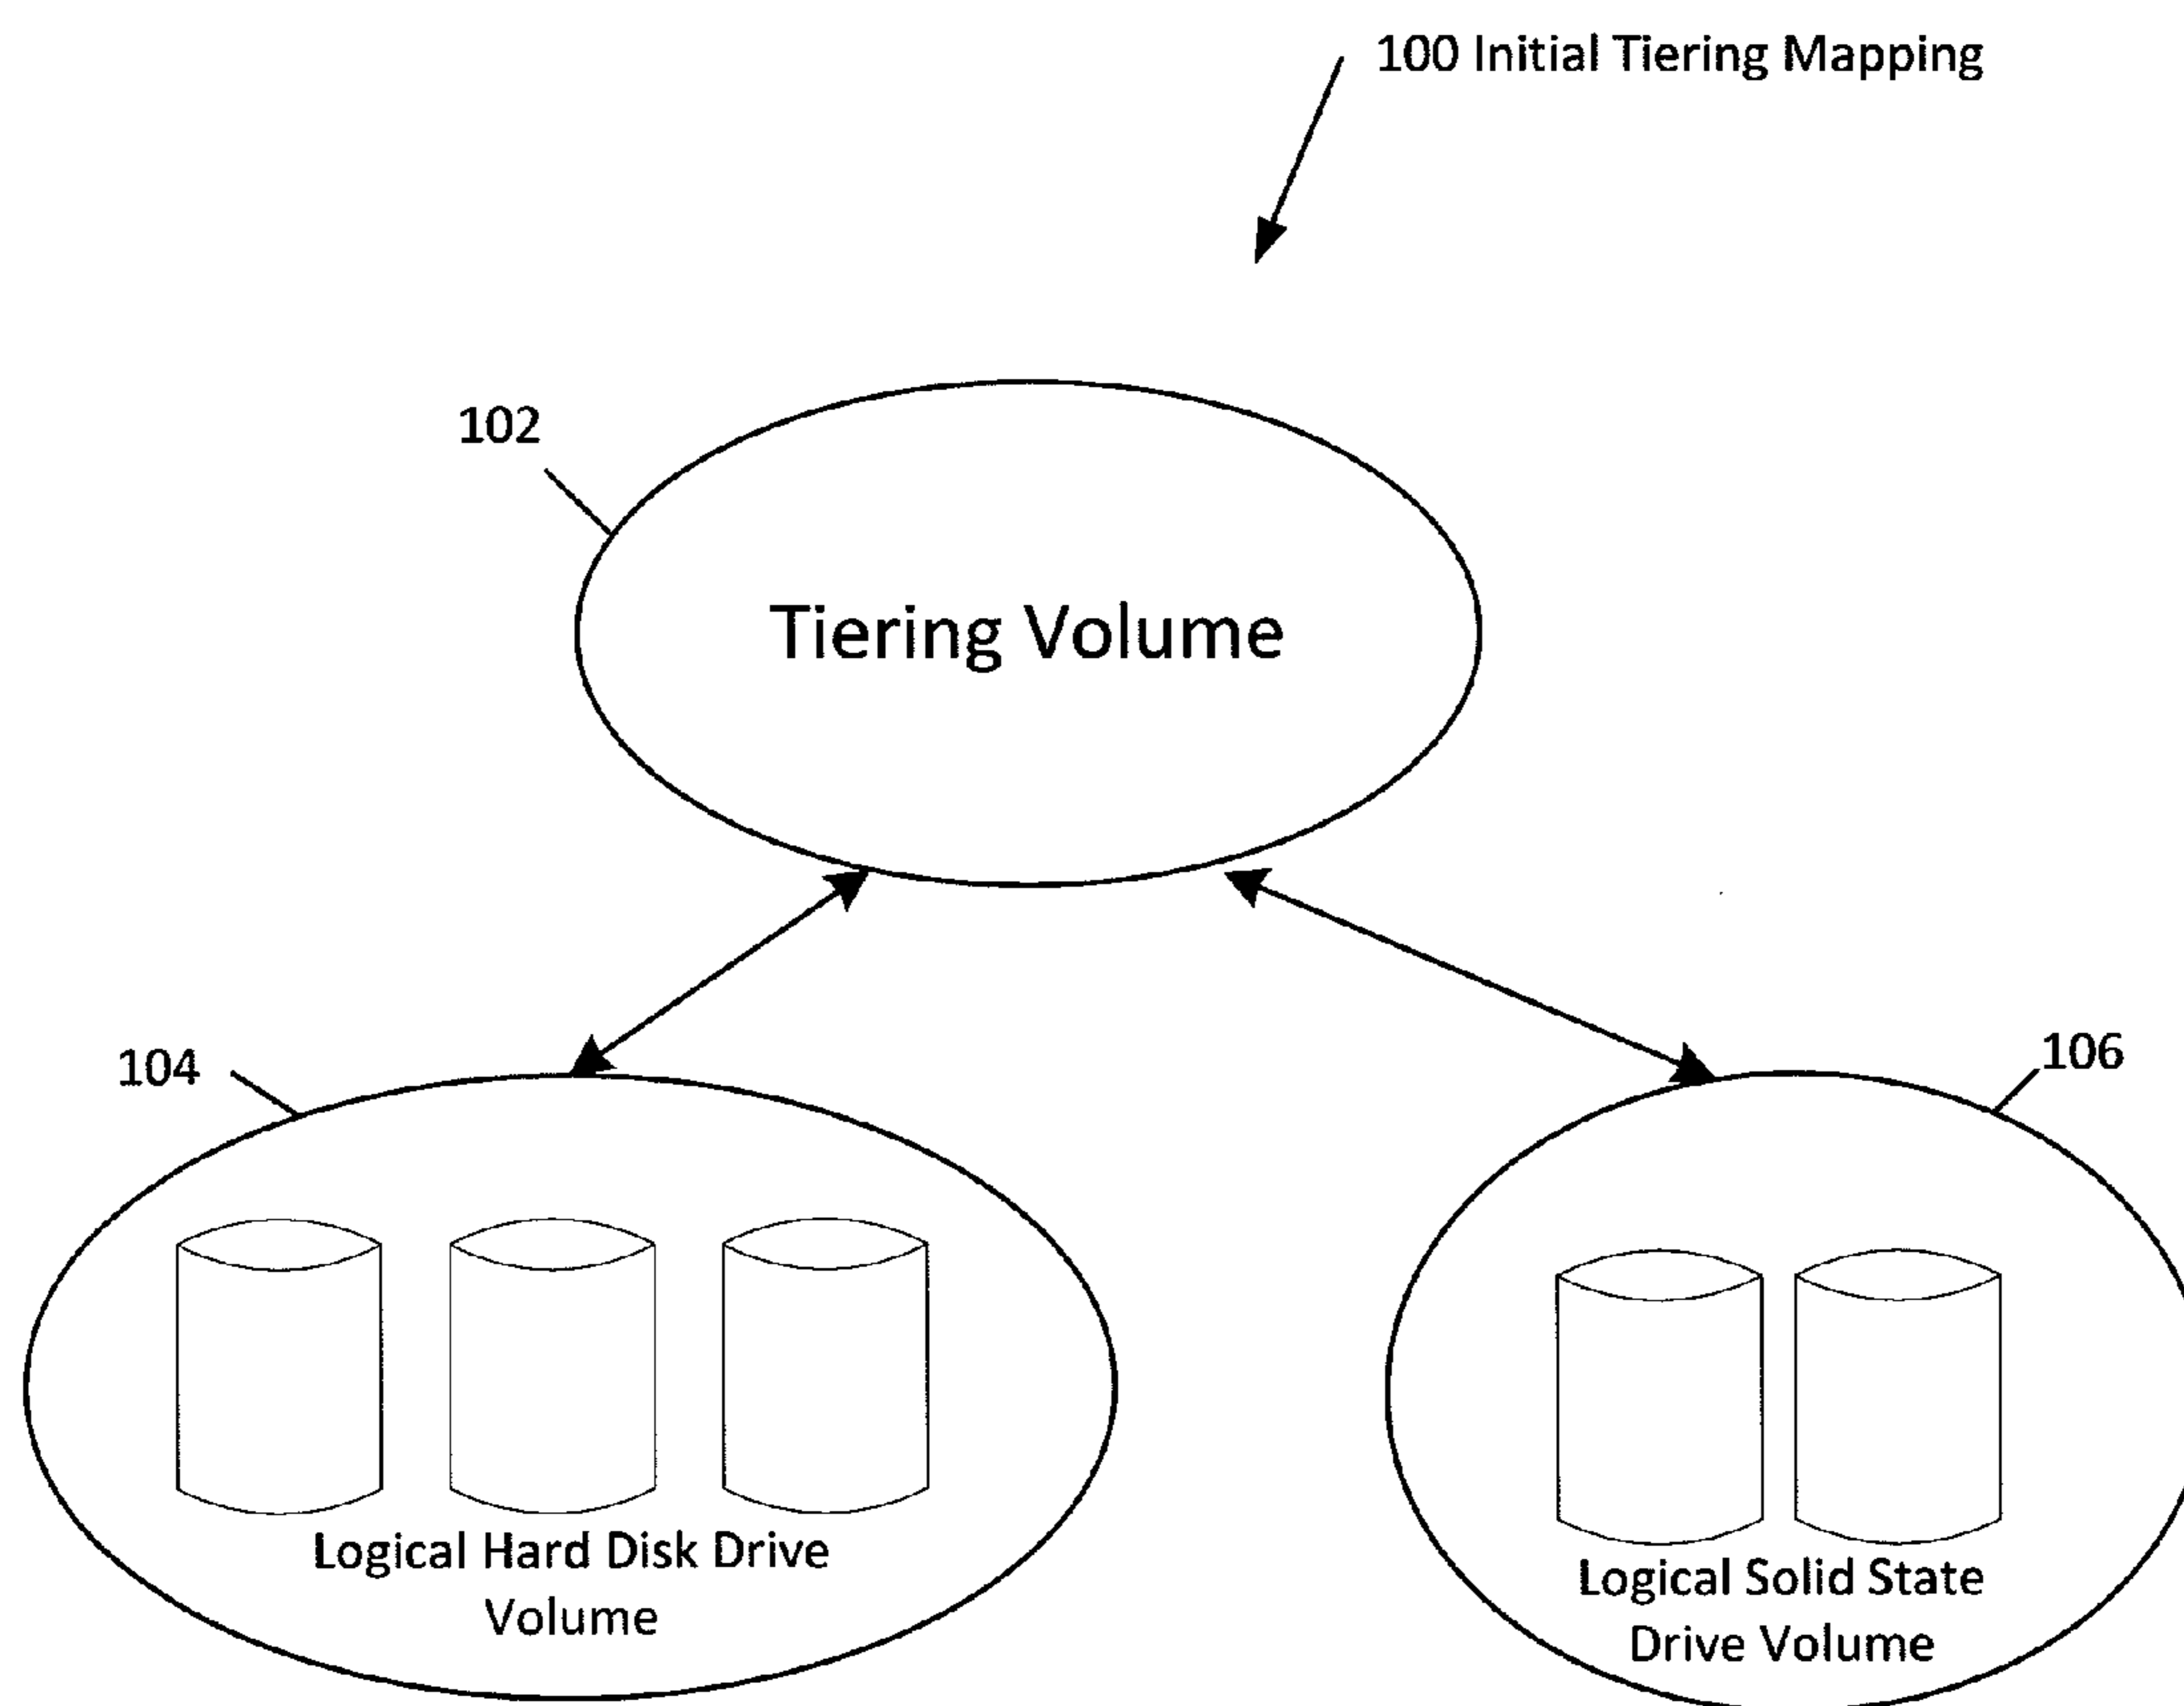 100 Initial Tiering Mapping
102
Tiering Volume
104
106
Logical Hard Disk Drive
Volume
Logical Solid State
Drive Volume